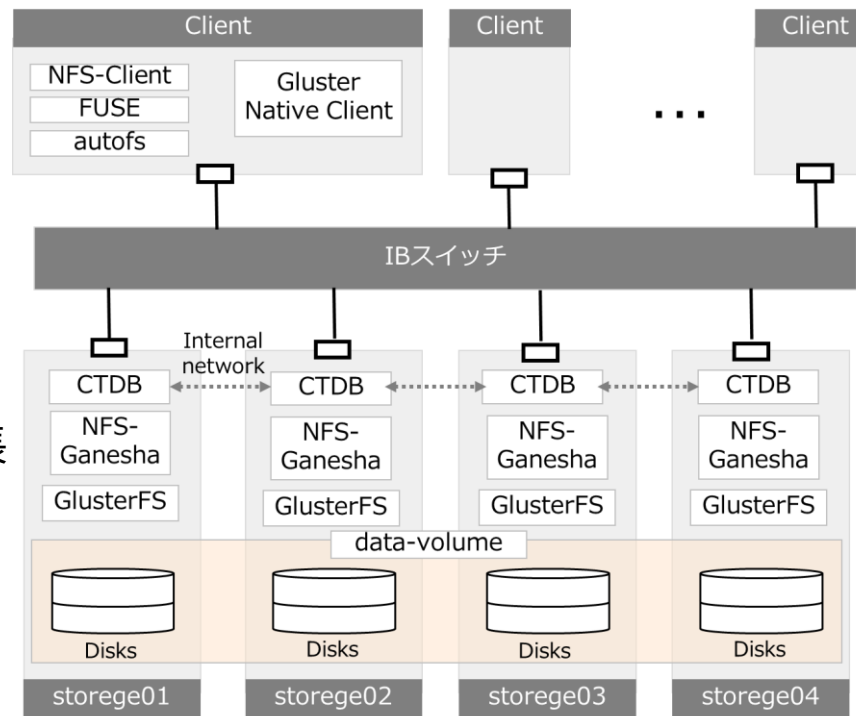 Client
Client
Client
NFS-Client
FUSE
autofs
Gluster
Native Client
...
IBスイッチ
Internal
network
CTDB
CTDB
CTDB
CTDB
NFS-
Ganesha
NFS-
Ganesha
NFS-
Ganesha
NFS-
Ganesha
GlusterFS
GlusterFS
GlusterFS
GlusterFS
data-volume
Disks
Disks
Disks
Disks
storege01
storege02
storege03
storege04